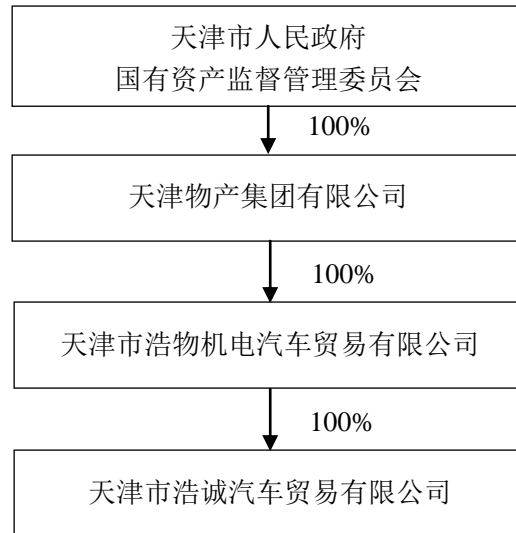 天津市人民政府
国有资产监督管理委员会
100%
天津物产集团有限公司
100%
天津市浩物机电汽车贸易有限公司
100%
天津市浩诚汽车贸易有限公司